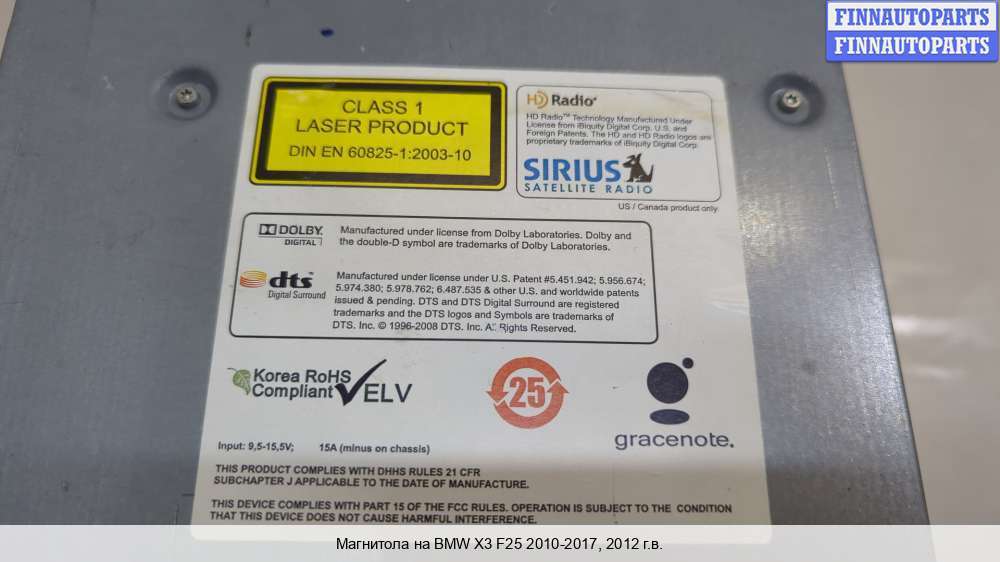 FINNAUTOPARTS
FINNAUTOPARTS
CLASS 1
LASER PRODUCT
DIN EN 60825-1:2003-10
HD Radio
HD Radio™ Technology Manufactured Under
License from iBiquity Digital Corp. U.S. and
Foreign Patents. The HD and HD Radio logos are
proprietary trademarks of iBiquity Digital Corp.
SIRIUS
SATELLITE RADIO
US / Canada product only
DOLBY
DIGITAL
Manufactured under license from Dolby Laboratories. Dolby and
the double-D symbol are trademarks of Dolby Laboratories.
dts
Digital Surround
Manufactured under license under U.S. Patent #5.451.942; 5.956.674;
5.974.380; 5.978.762; 6.487.535 & other U.S. and worldwide patents
issued & pending. DTS and DTS Digital Surround are registered
trademarks and the DTS logos and Symbols are trademarks of
DTS. Inc. © 1996-2008 DTS. Inc. All Rights Reserved.
Korea RoHS
Compliant
ELV
25
gracenote.
Input: 9,5-15,5V; 15A (minus on chassis)
THIS PRODUCT COMPLIES WITH DHHS RULES 21 CFR
SUBCHAPTER J APPLICABLE TO THE DATE OF MANUFACTURE.
THIS DEVICE COMPLIES WITH PART 15 OF THE FCC RULES. OPERATION IS SUBJECT TO THE CONDITION
THAT THIS DEVICE DOES NOT CAUSE HARMFUL INTERFERENCE.
Магнитола на BMW X3 F25 2010-2017, 2012 г.в.